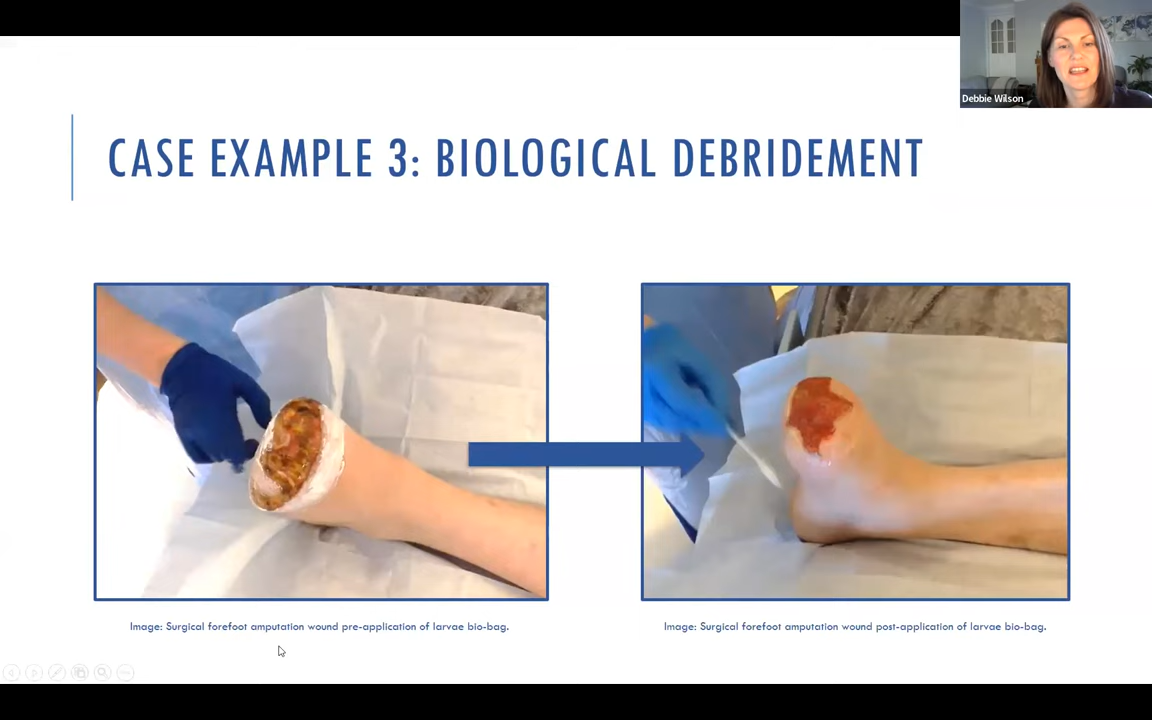 Debbie Wilson
CASE EXAMPLE 3: BIOLOGICAL DEBRIDEMENT
Image: Surgical forefoot amputation wound pre-application of larvae bio-bag.
Image: Surgical forefoot amputation wound post-application of larvae bio-bag.